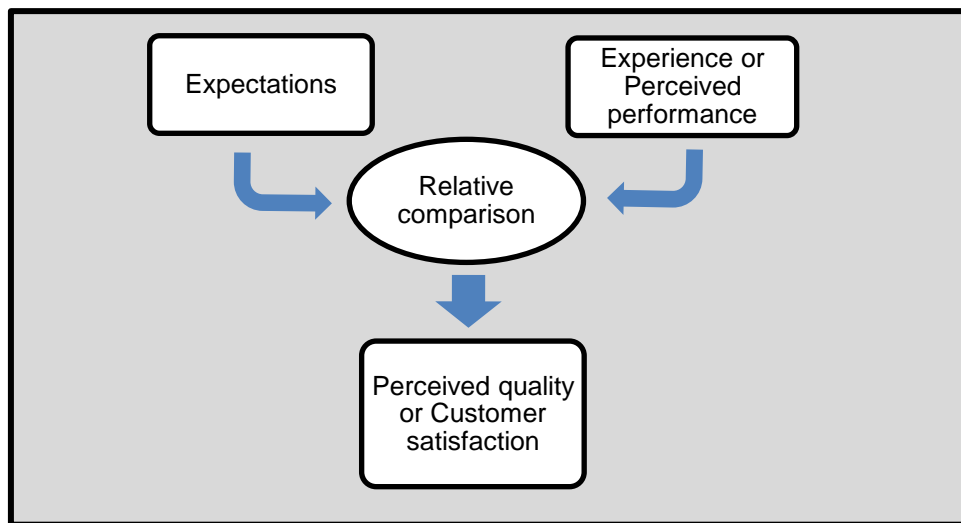 Expectations
Experience or
Perceived
performance
Relative
comparison
Perceived quality
or Customer
satisfaction